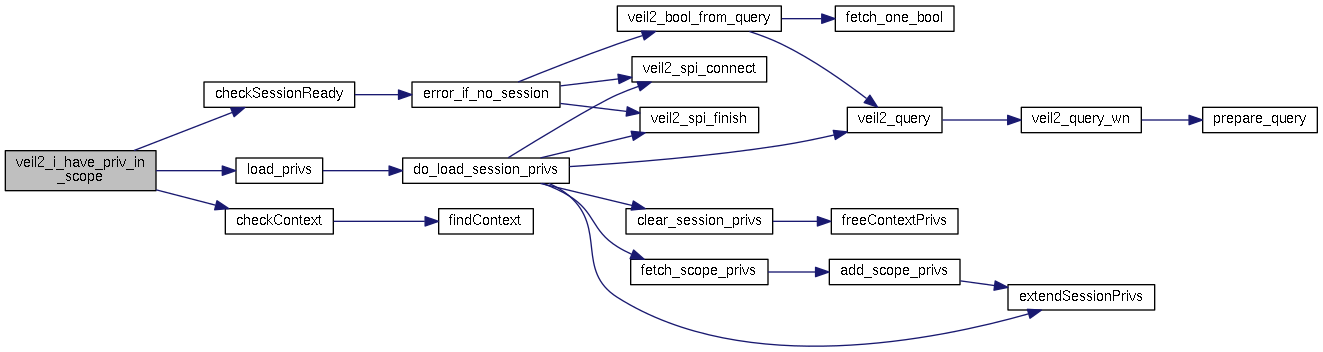 veil2_i_have_priv_in
_scope
checkSessionReady
load_privs
checkContext
error_if_no_session
do_load_session_privs
findContext
veil2_bool_from_query
veil2_spi_connect
veil2_spi_finish
clear_session_privs
fetch_scope_privs
fetch_one_bool
veil2_query
freeContextPrivs
add_scope_privs
veil2_query_wn
extendSessionPrivs
prepare_query